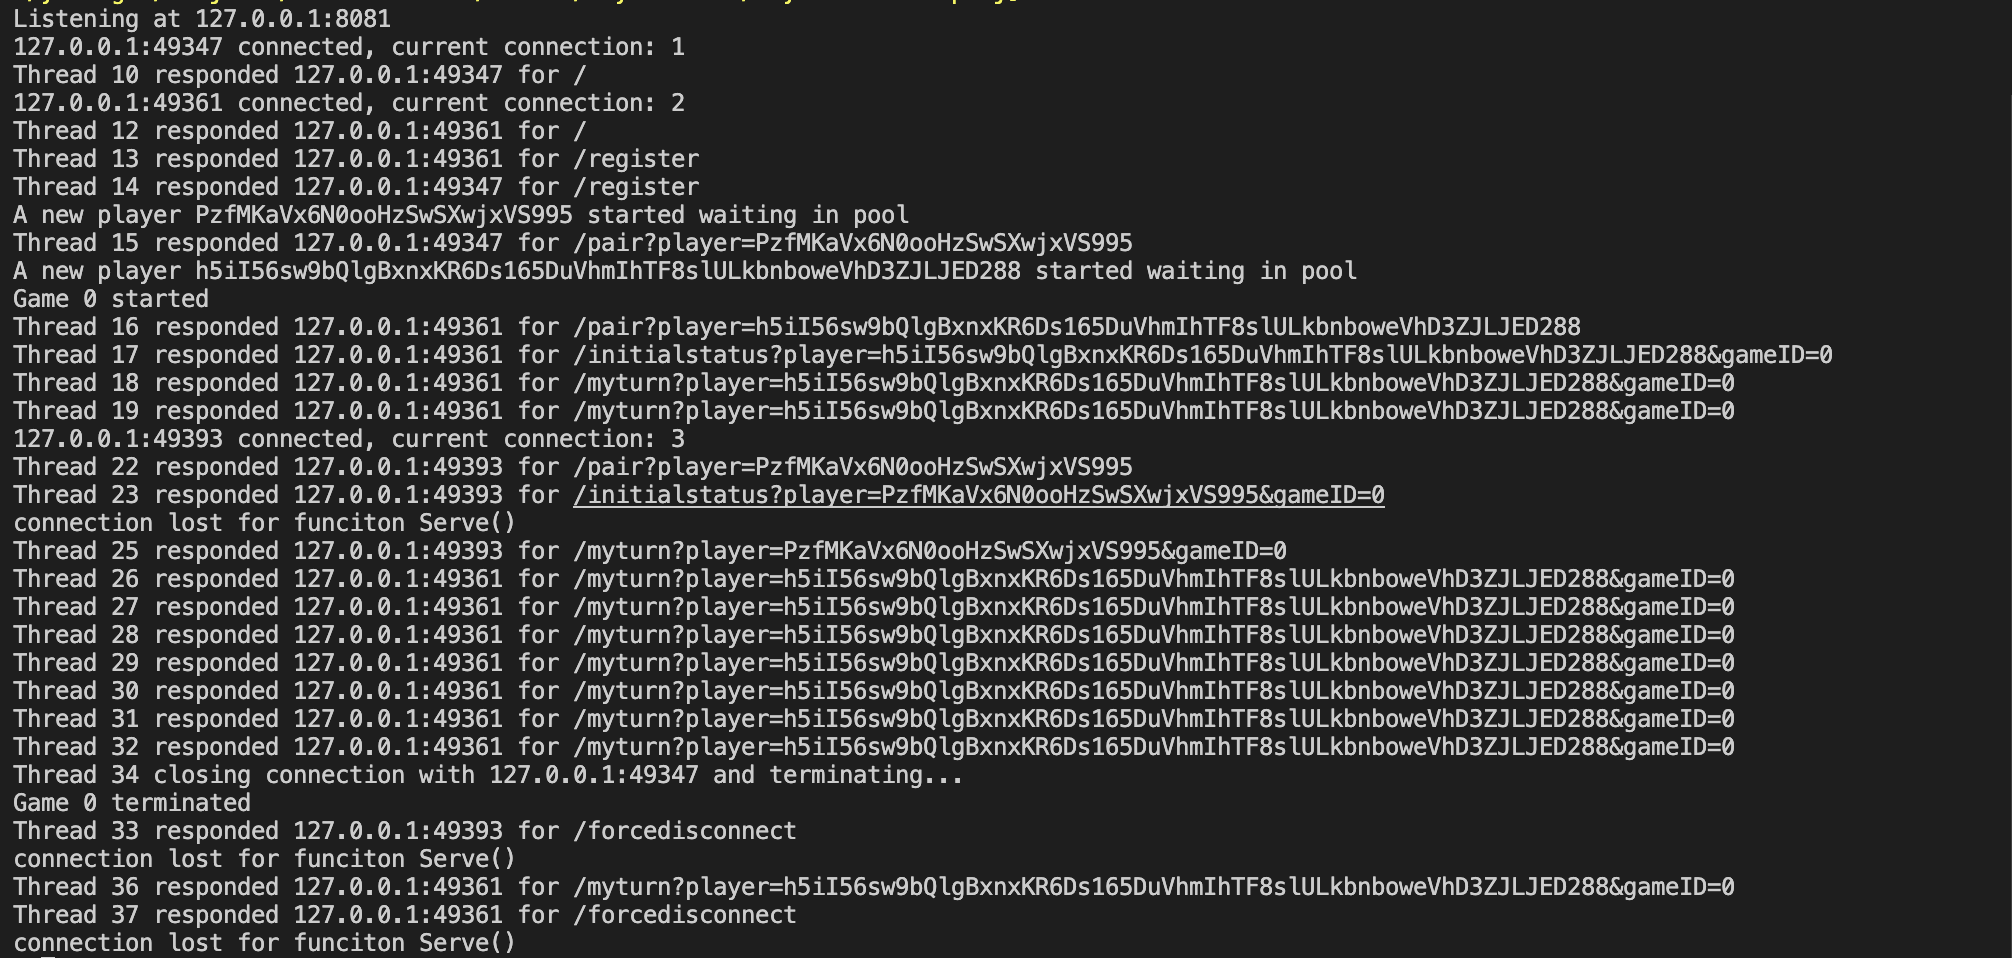 Listening at 127.0.0.1:8081
127.0.0.1:49347 connected, current connection: 1
Thread 10 responded 127.0.0.1:49347 for /
127.0.0.1:49361 connected, current connection: 2
Thread 12 responded 127.0.0.1:49361 for /
Thread 13 responded 127.0.0.1:49361 for /register
Thread 14 responded 127.0.0.1:49347 for /register
A new player PzfMKaVx6N0ooHzSwSXwjxVS995 started waiting in pool
Thread 15 responded 127.0.0.1:49347 for /pair?player=PzfMKaVx6N0ooHzSwSXwjxVS995
A new player h5iI56sw9bQlgBxnxKR6Ds165DuVhmIhTF8slULkbnboweVhD3ZJLJED288 started waiting in pool
Game 0 started
Thread 16 responded 127.0.0.1:49361 for /pair?player=h5iI56sw9bQlgBxnxKR6Ds165DuVhmIhTF8slULkbnboweVhD3ZJLJED288
Thread 17 responded 127.0.0.1:49361 for /initialstatus?player=h5iI56sw9bQlgBxnxKR6Ds165DuVhmIhTF8slULkbnboweVhD3ZJLJED288&gameID=0
Thread 18 responded 127.0.0.1:49361 for /myturn?player=h5iI56sw9bQlgBxnxKR6Ds165DuVhmIhTF8slULkbnboweVhD3ZJLJED288&gameID=0
Thread 19 responded 127.0.0.1:49361 for /myturn?player=h5iI56sw9bQlgBxnxKR6Ds165DuVhmIhTF8slULkbnboweVhD3ZJLJED288&gameID=0
127.0.0.1:49393 connected, current connection: 3
Thread 22 responded 127.0.0.1:49393 for /pair?player=PzfMKaVx6N0ooHzSwSXwjxVS995
Thread 23 responded 127.0.0.1:49393 for /initialstatus?player=PzfMKaVx6N0ooHzSwSXwjxVS995&gameID=0
connection lost for funciton Serve()
Thread 25 responded 127.0.0.1:49393 for /myturn?player=PzfMKaVx6N0ooHzSwSXwjxVS995&gameID=0
Thread 26 responded 127.0.0.1:49361 for /myturn?player=h5iI56sw9bQlgBxnxKR6Ds165DuVhmIhTF8slULkbnboweVhD3ZJLJED288&gameID=0
Thread 27 responded 127.0.0.1:49361 for /myturn?player=h5iI56sw9bQlgBxnxKR6Ds165DuVhmIhTF8slULkbnboweVhD3ZJLJED288&gameID=0
Thread 28 responded 127.0.0.1:49361 for /myturn?player=h5iI56sw9bQlgBxnxKR6Ds165DuVhmIhTF8slULkbnboweVhD3ZJLJED288&gameID=0
Thread 29 responded 127.0.0.1:49361 for /myturn?player=h5iI56sw9bQlgBxnxKR6Ds165DuVhmIhTF8slULkbnboweVhD3ZJLJED288&gameID=0
Thread 30 responded 127.0.0.1:49361 for /myturn?player=h5iI56sw9bQlgBxnxKR6Ds165DuVhmIhTF8slULkbnboweVhD3ZJLJED288&gameID=0
Thread 31 responded 127.0.0.1:49361 for /myturn?player=h5iI56sw9bQlgBxnxKR6Ds165DuVhmIhTF8slULkbnboweVhD3ZJLJED288&gameID=0
Thread 32 responded 127.0.0.1:49361 for /myturn?player=h5iI56sw9bQlgBxnxKR6Ds165DuVhmIhTF8slULkbnboweVhD3ZJLJED288&gameID=0
Thread 34 closing connection with 127.0.0.1:49347 and terminating...
Game 0 terminated
Thread 33 responded 127.0.0.1:49393 for /forcedisconnect
connection lost for funciton Serve()
Thread 36 responded 127.0.0.1:49361 for /myturn?player=h5iI56sw9bQlgBxnxKR6Ds165DuVhmIhTF8slULkbnboweVhD3ZJLJED288&gameID=0
Thread 37 responded 127.0.0.1:49361 for /forcedisconnect
connection lost for funciton Serve()